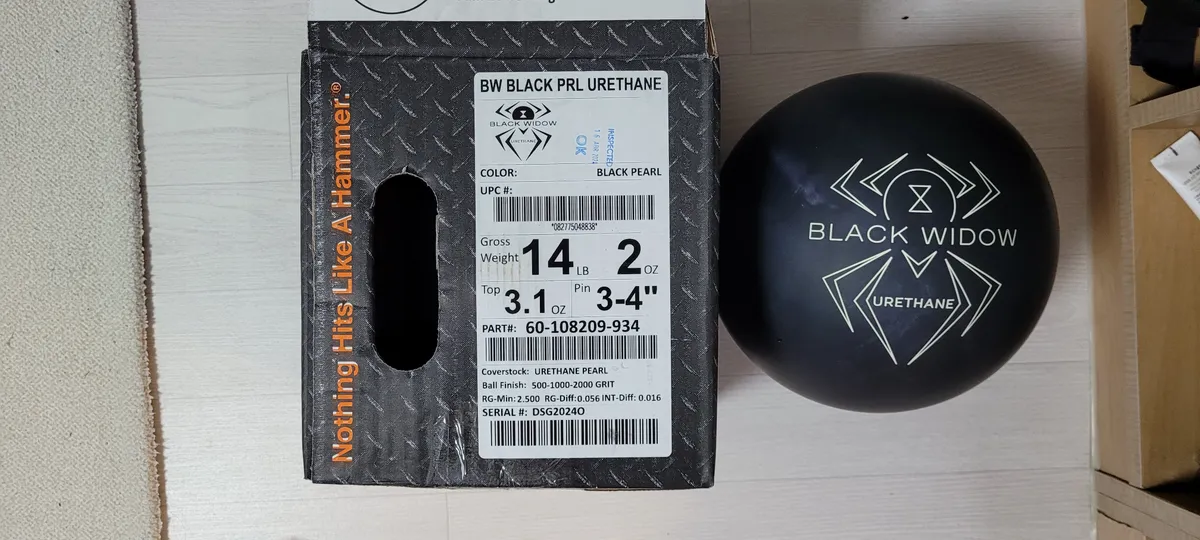 Nothing Hits Like A Hammer.®
BW BLACK PRL URETHANE
BLACK WIDOW
URETHANE
INSPECTED
OK
COLOR: BLACK PEARL
UPC #:
*082775048838*
Gross Weight 14 LB 2 OZ
Top 3.1 OZ Pin 3-4"
PART#: 60-108209-934
Coverstock: URETHANE PEARL
Ball Finish: 500-1000-2000 GRIT
RG-Min: 2.500 RG-Diff: 0.056 INT-Diff: 0.016
SERIAL #: DSG2024O
BLACK WIDOW
URETHANE